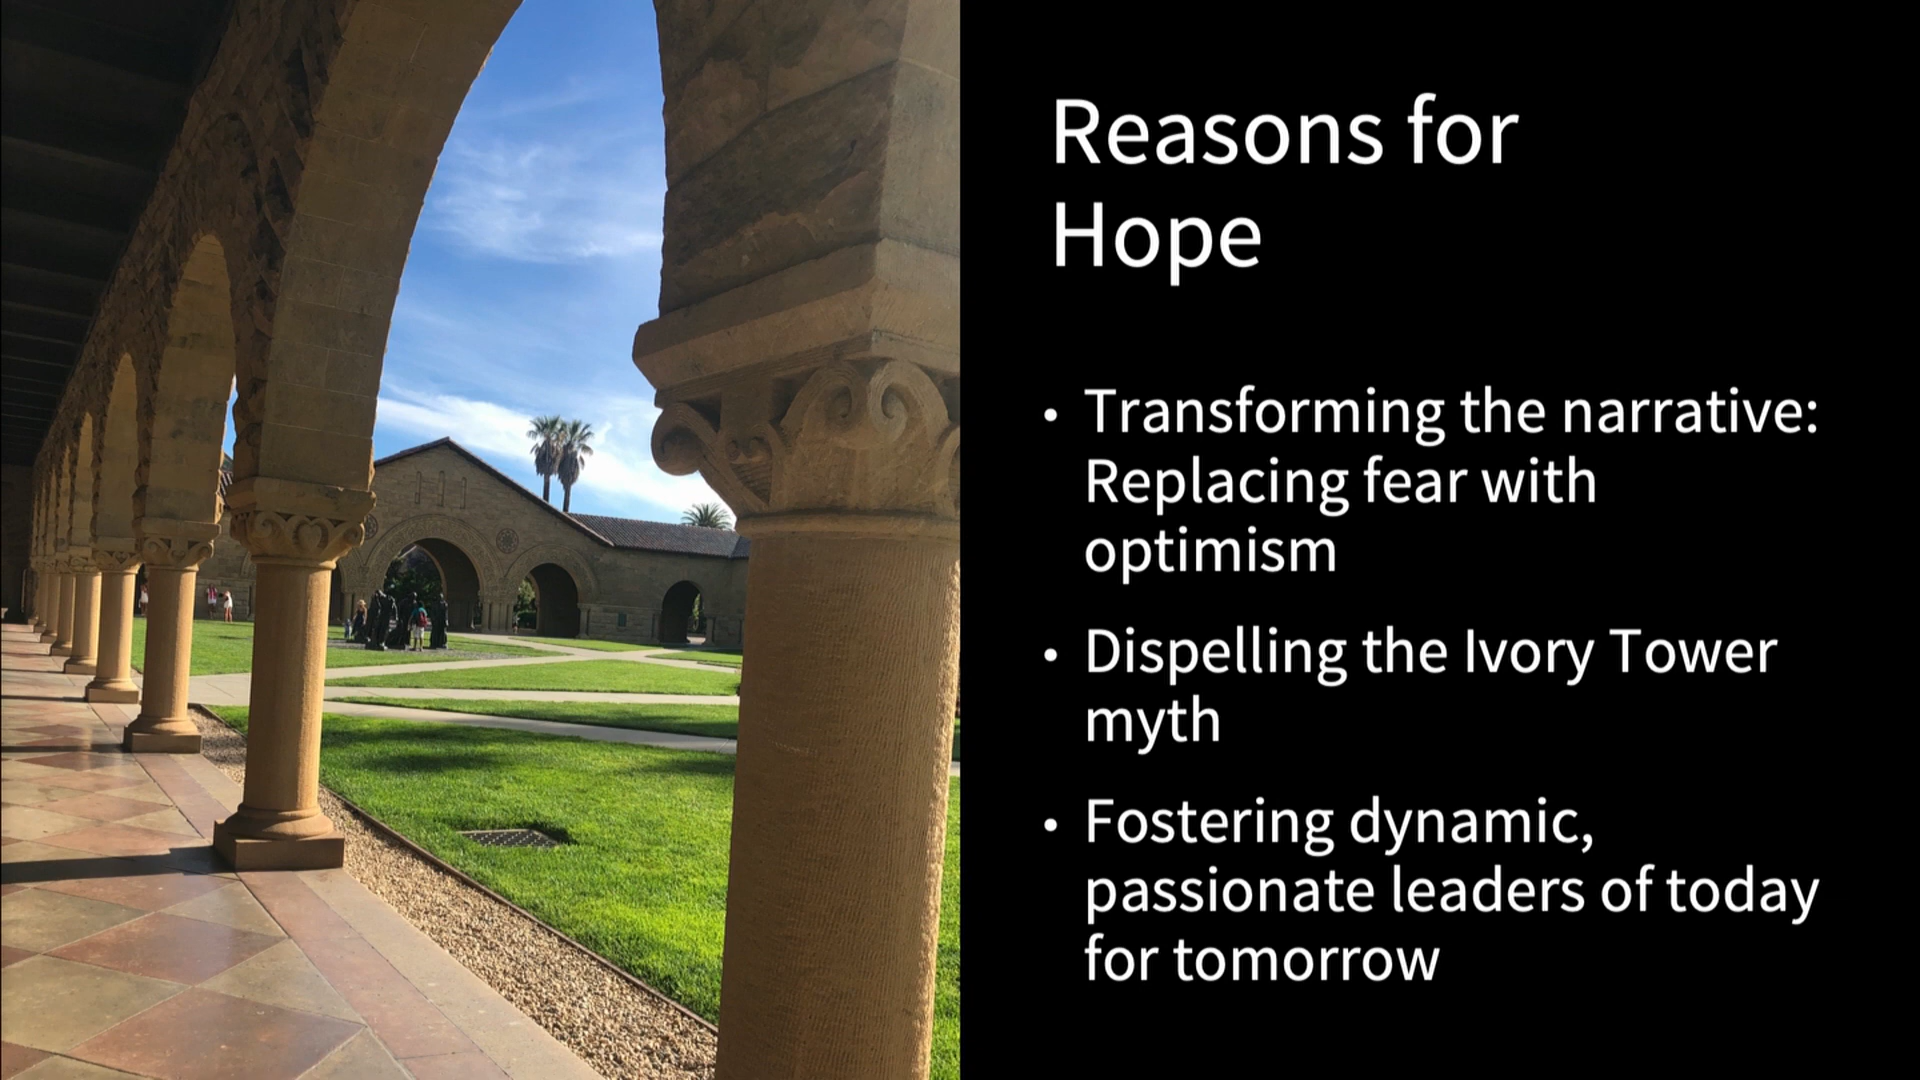 Reasons for
Hope
• Transforming the narrative:
Replacing fear with
optimism
• Dispelling the Ivory Tower
myth
• Fostering dynamic,
passionate leaders of today
for tomorrow